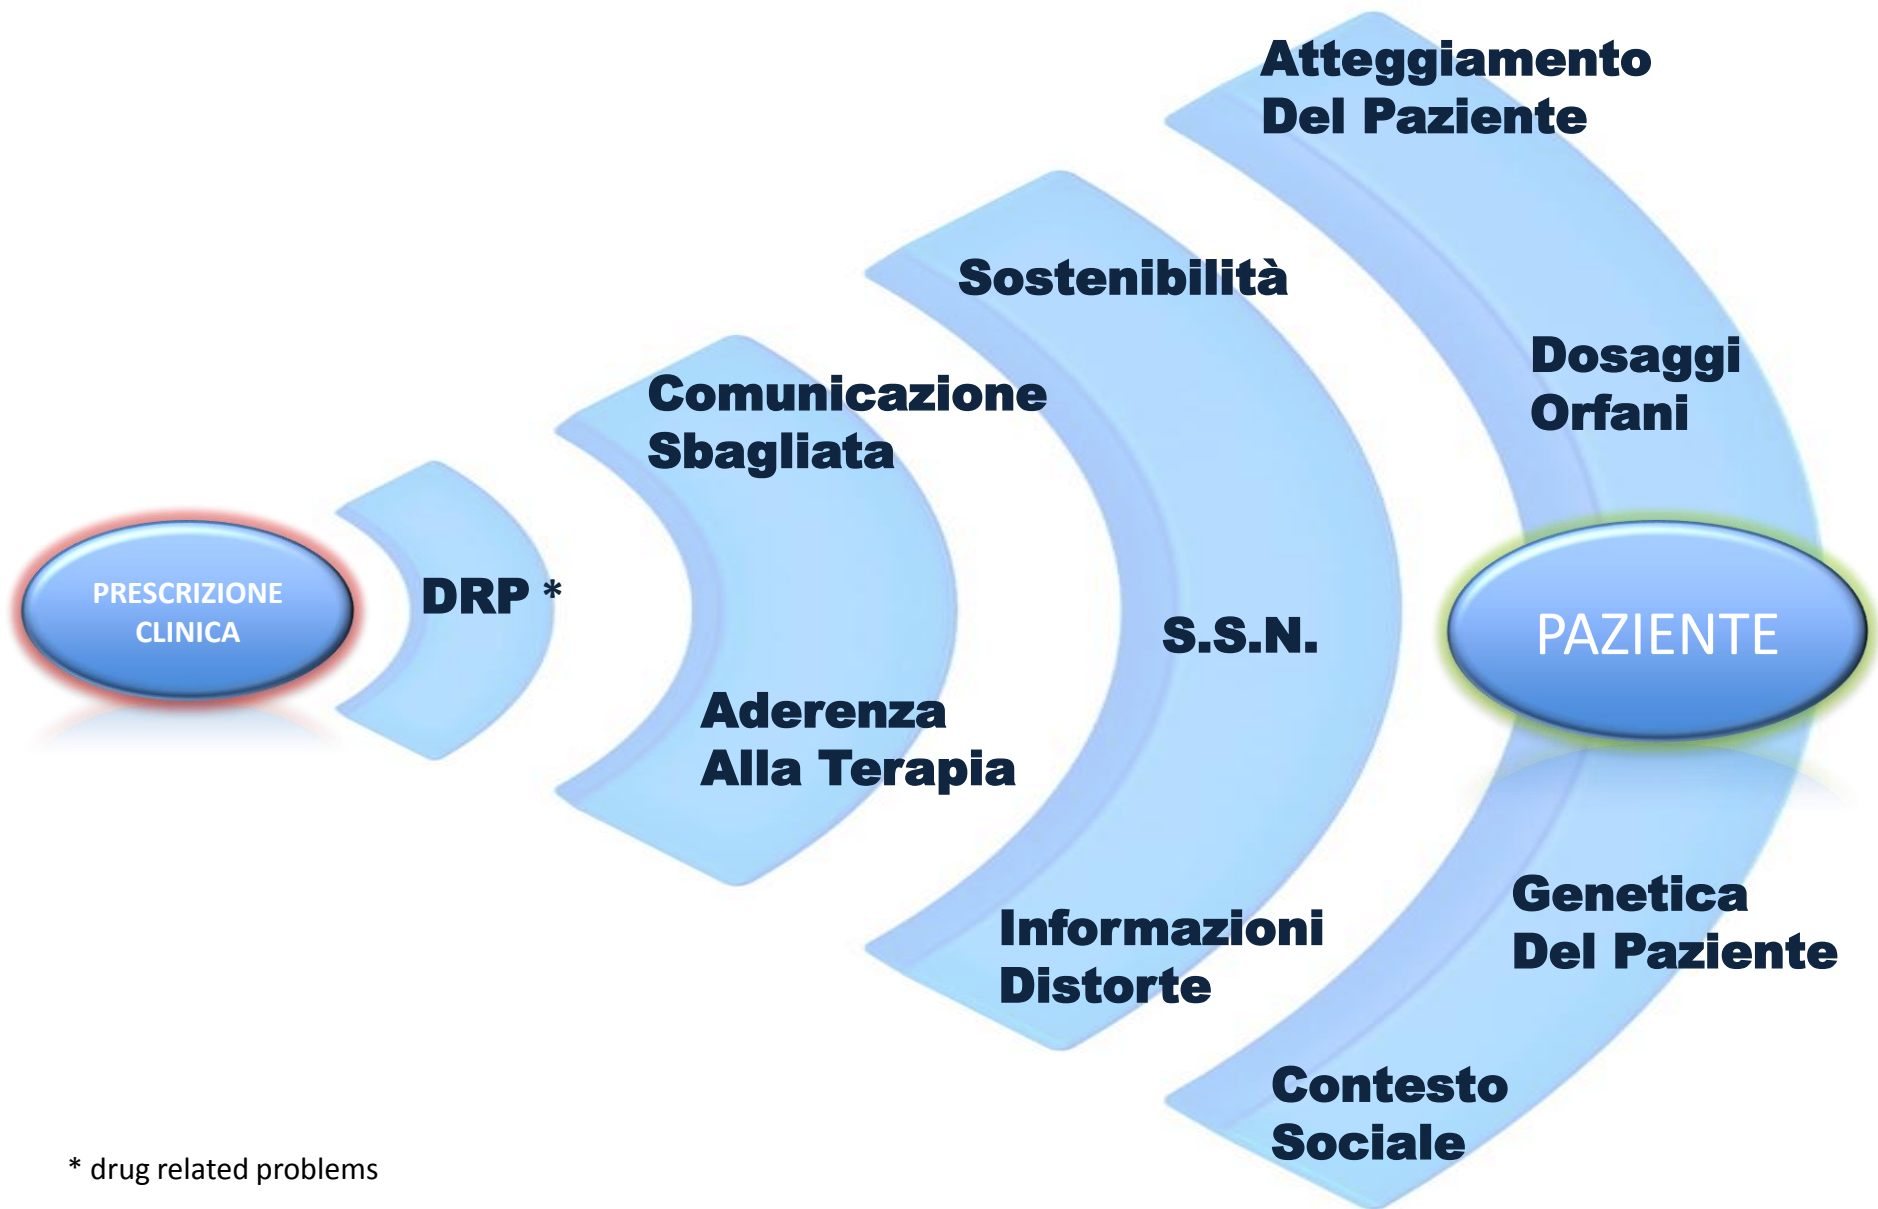 PRESCRIZIONE
CLINICA
DRP *
Comunicazione
Sbagliata
Aderenza
Alla Terapia
Sostenibilità
S.S.N.
Informazioni
Distorte
Atteggiamento
Del Paziente
Dosaggi
Orfani
PAZIENTE
Genetica
Del Paziente
Contesto
Sociale
* drug related problems